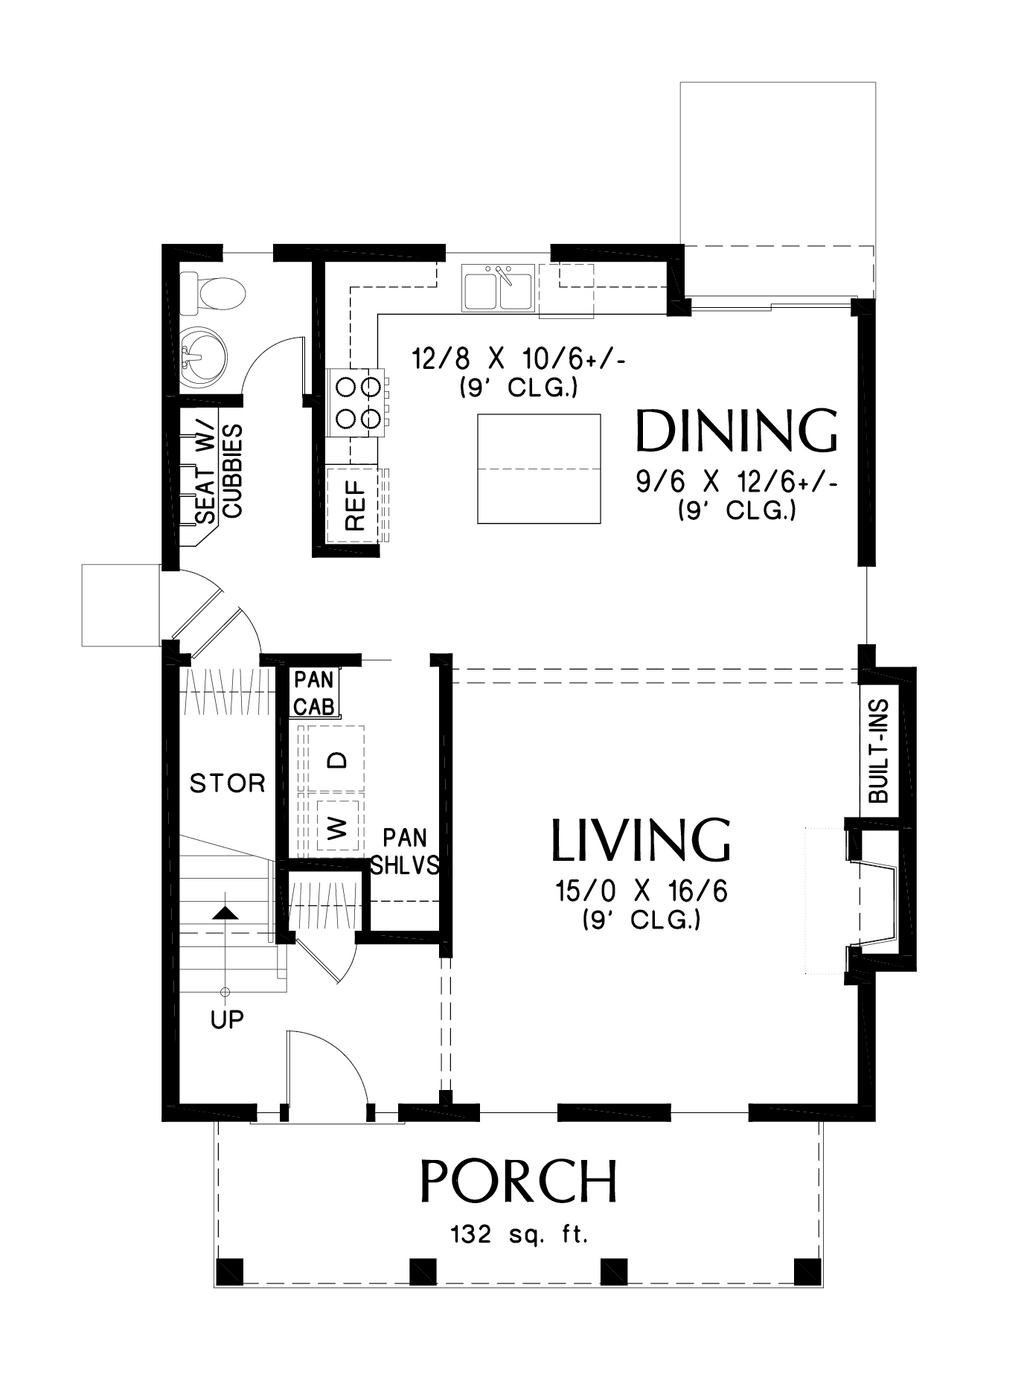 12/8 X 10/6+/-
(9' CLG.)
DINING
9/6 X 12/6+/-
(9' CLG.)
SEAT W/
CUBBIES
REF
PAN
CAB
BUILT-INS
D
STOR
W
PAN
SHLVS
LIVING
15/0 X 16/6
(9' CLG.)
UP
PORCH
132 sq. ft.